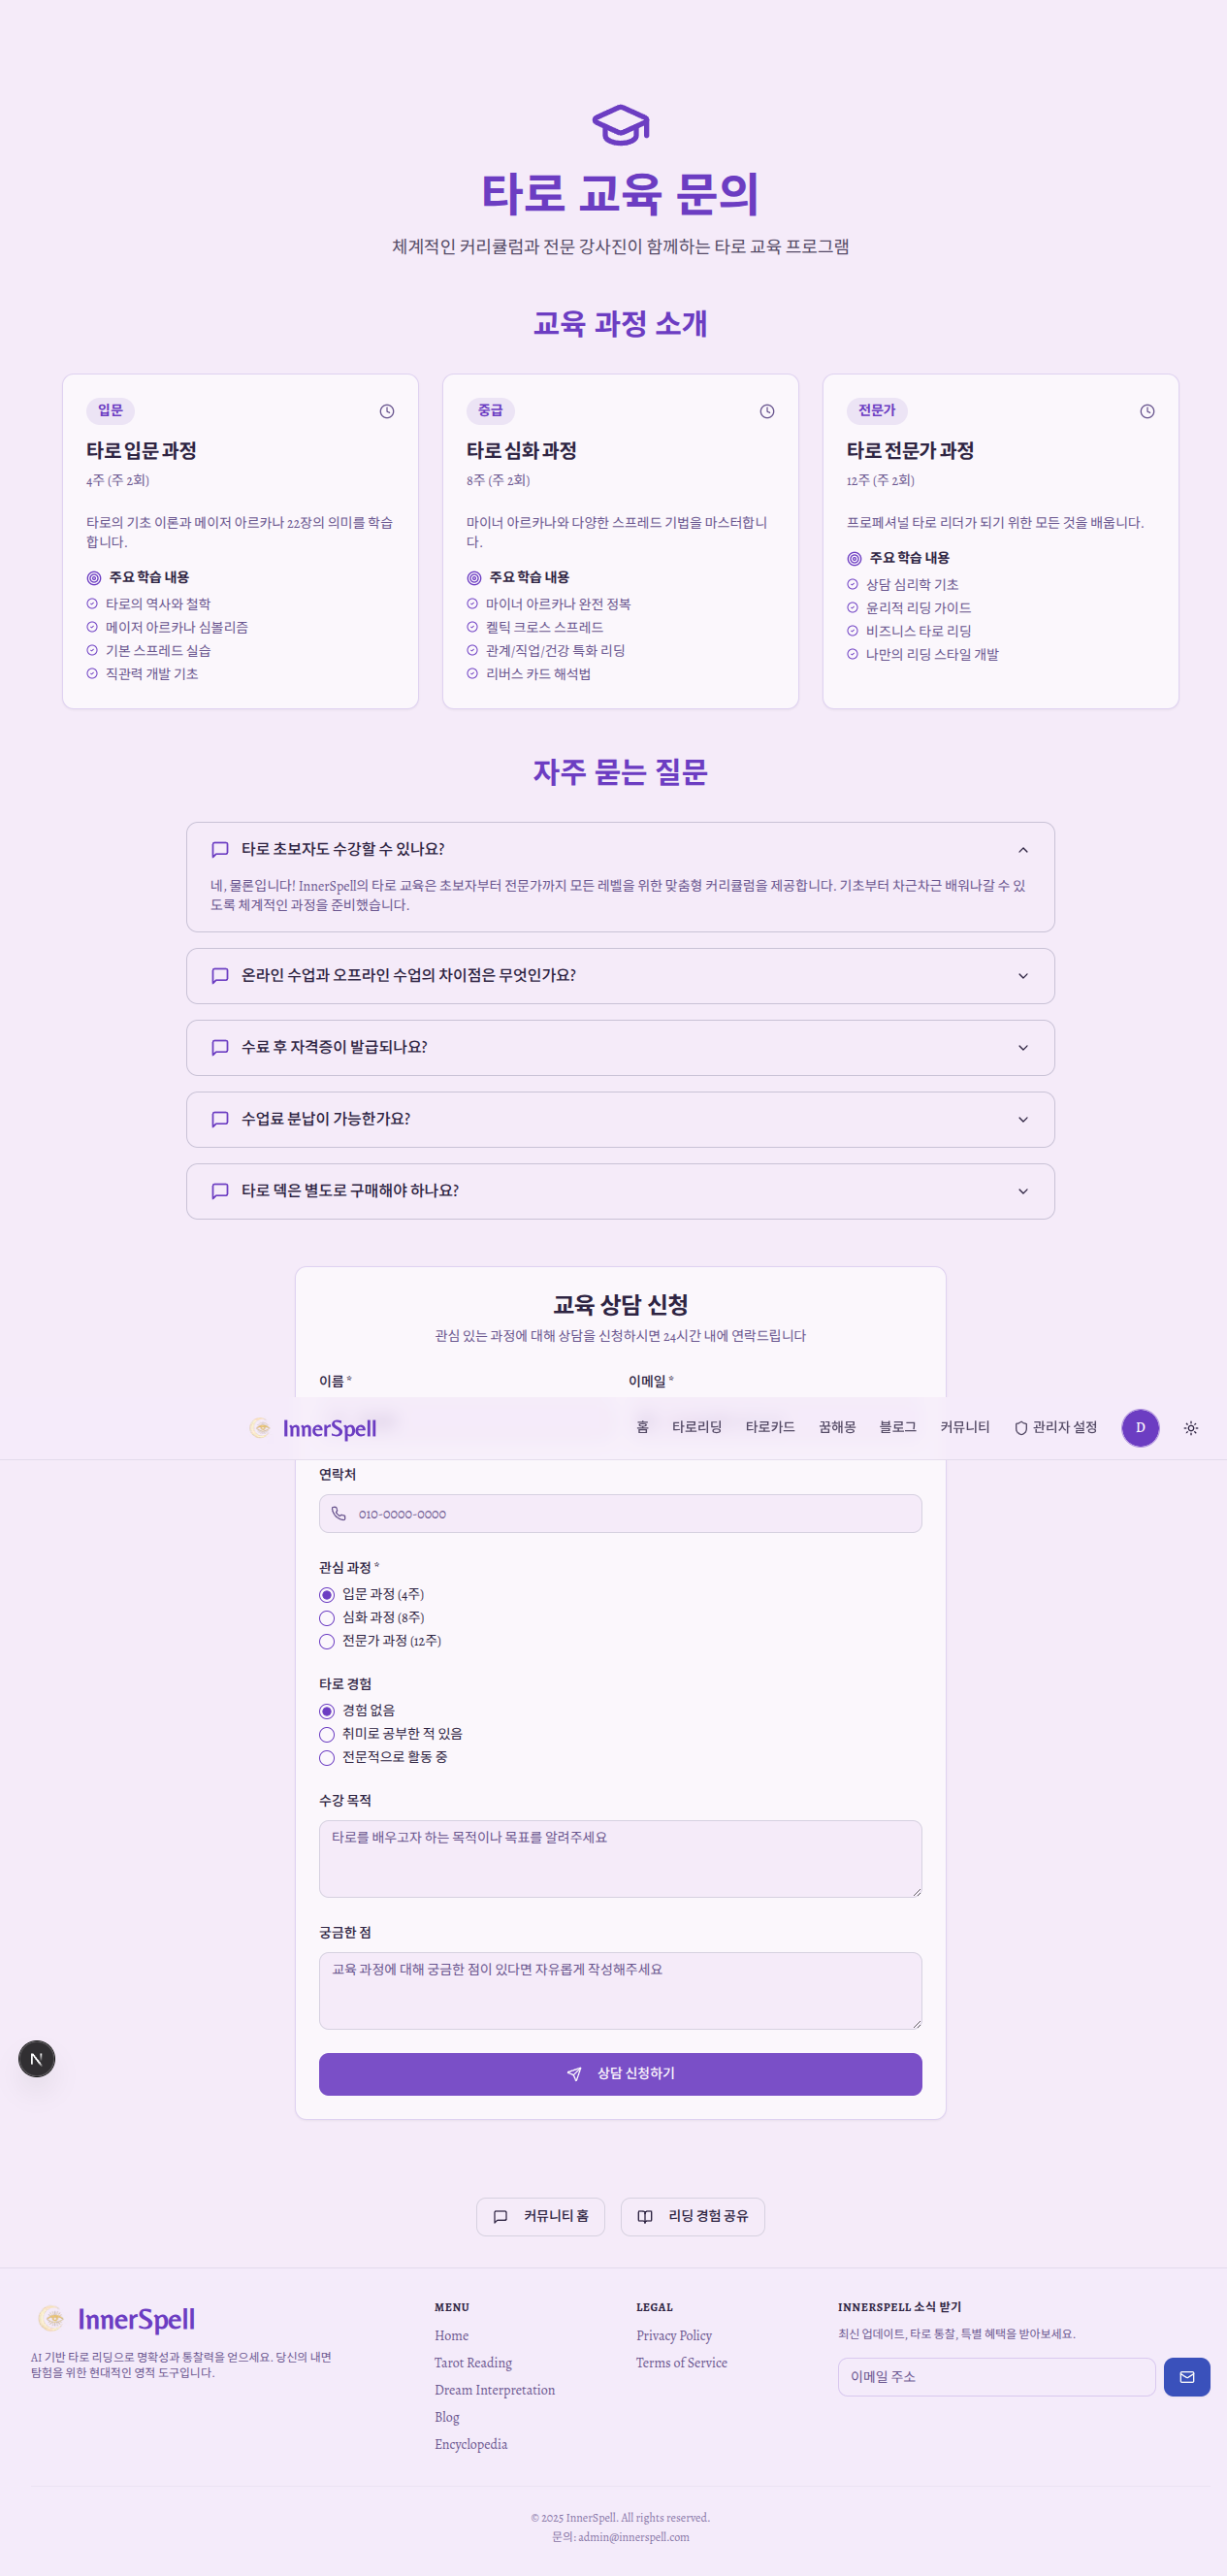 타로 교육 문의
체계적인 커리큘럼과 전문 강사진이 함께하는 타로 교육 프로그램
교육 과정 소개
입문
타로 입문 과정
4주 (주 2회)
타로의 기초 이론과 메이저 아르카나 22장의 의미를 학습
합니다.
주요 학습 내용
타로의 역사와 철학
메이저 아르카나 심볼리즘
기본 스프레드 실습
직관력 개발 기초
중급
타로 심화 과정
8주 (주 2회)
마이너 아르카나와 다양한 스프레드 기법을 마스터합니
다.
주요 학습 내용
마이너 아르카나 완전 정복
켈틱 크로스 스프레드
관계/직업/건강 특화 리딩
리버스 카드 해석법
전문가
타로 전문가 과정
12주 (주 2회)
프로페셔널 타로 리더가 되기 위한 모든 것을 배웁니다.
주요 학습 내용
상담 심리학 기초
윤리적 리딩 가이드
비즈니스 타로 리딩
나만의 리딩 스타일 개발
자주 묻는 질문
타로 초보자도 수강할 수 있나요?
네, 물론입니다! InnerSpell의 타로 교육은 초보자부터 전문가까지 모든 레벨을 위한 맞춤형 커리큘럼을 제공합니다. 기초부터 차근차근 배워나갈 수 있
도록 체계적인 과정을 준비했습니다.
온라인 수업과 오프라인 수업의 차이점은 무엇인가요?
수료 후 자격증이 발급되나요?
수업료 분납이 가능한가요?
타로 덱은 별도로 구매해야 하나요?
교육 상담 신청
관심 있는 과정에 대해 상담을 신청하시면 24시간 내에 연락드립니다
이름 *
이메일 *
InnerSpell
홈
타로리딩
타로카드
꿈해몽
블로그
커뮤니티
관리자 설정
D
연락처
010-0000-0000
관심 과정 *
입문 과정 (4주)
심화 과정 (8주)
전문가 과정 (12주)
타로 경험
경험 없음
취미로 공부한 적 있음
전문적으로 활동 중
수강 목적
타로를 배우고자 하는 목적이나 목표를 알려주세요
궁금한 점
교육 과정에 대해 궁금한 점이 있다면 자유롭게 작성해주세요
N
상담 신청하기
커뮤니티 홈
리딩 경험 공유
InnerSpell
AI 기반 타로 리딩으로 명확성과 통찰력을 얻으세요. 당신의 내면
탐험을 위한 현대적인 영적 도구입니다.
MENU
Home
Tarot Reading
Dream Interpretation
Blog
Encyclopedia
LEGAL
Privacy Policy
Terms of Service
INNERSPELL 소식 받기
최신 업데이트, 타로 통찰, 특별 혜택을 받아보세요.
이메일 주소
© 2025 InnerSpell. All rights reserved.
문의: admin@innerspell.com